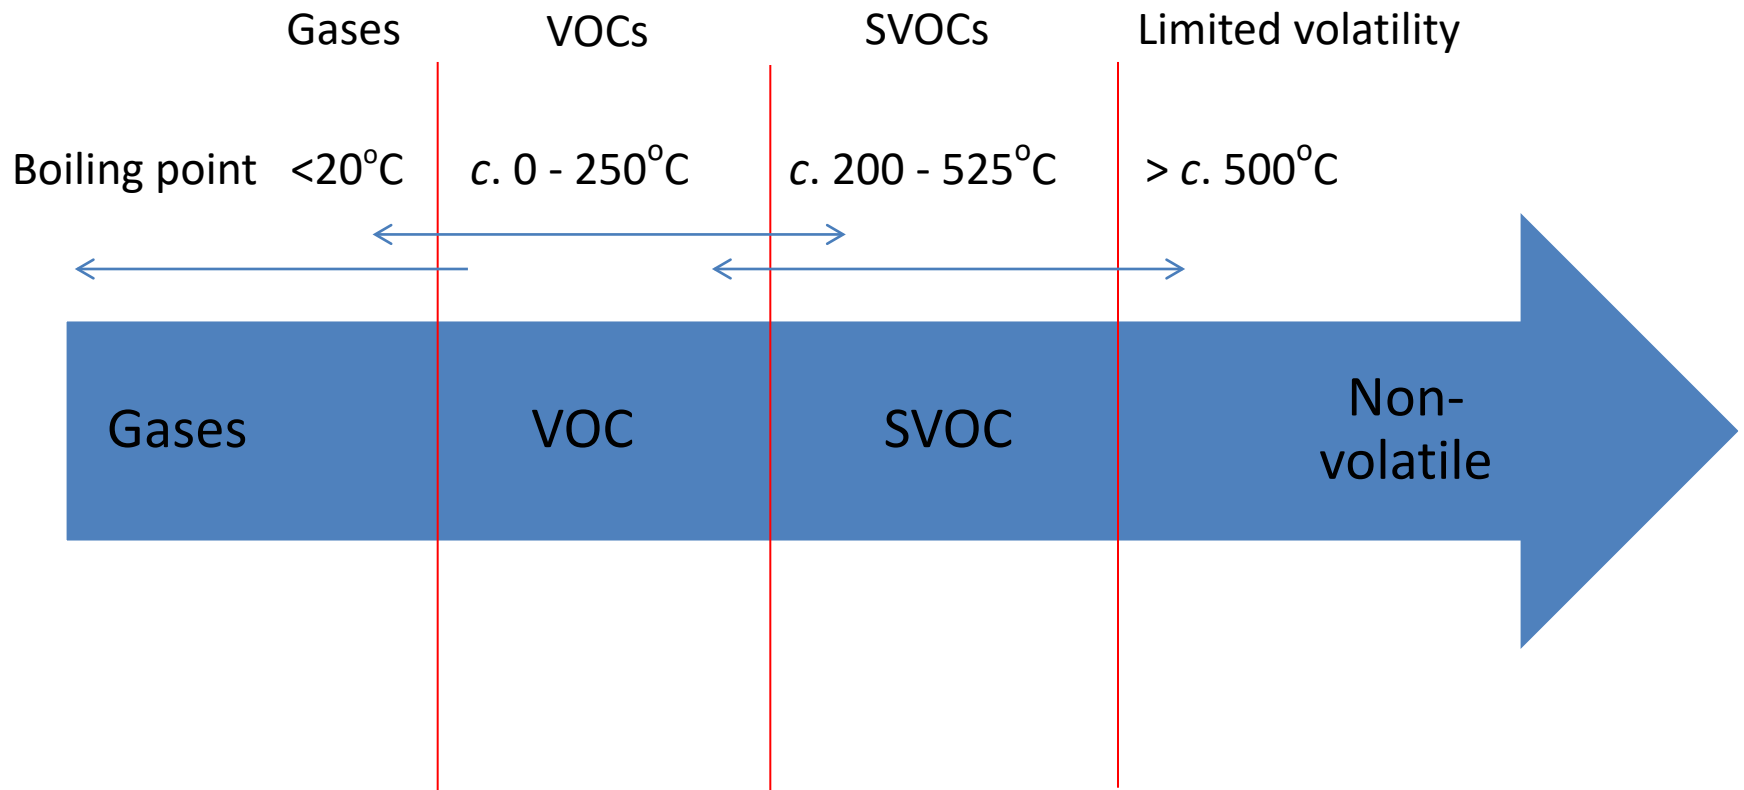 Gases VOCs SVOCs Limited volatility
Boiling point <20°C c. 0 - 250°C c. 200 - 525°C > c. 500°C
Gases VOC SVOC Non-
volatile